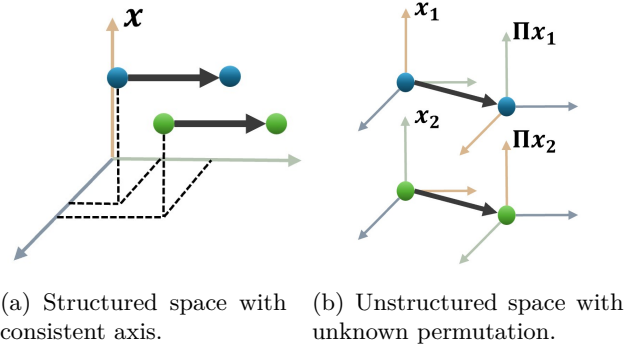 x
x₁
Πx₁
x₂
Πx₂
(a) Structured space with
consistent axis.
(b) Unstructured space with
unknown permutation.